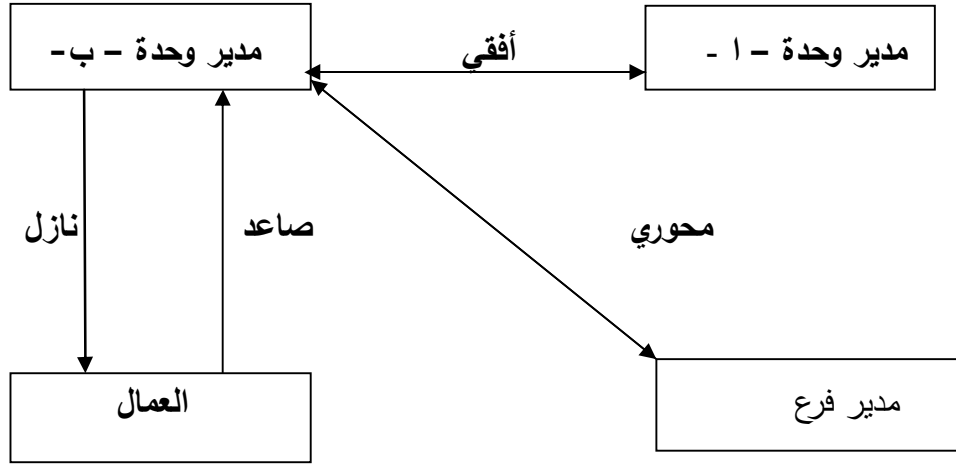 مدير وحدة – ا -
أفقي
مدير وحدة – ب-
محوري
صاعد
نازل
مدير فرع
العمال